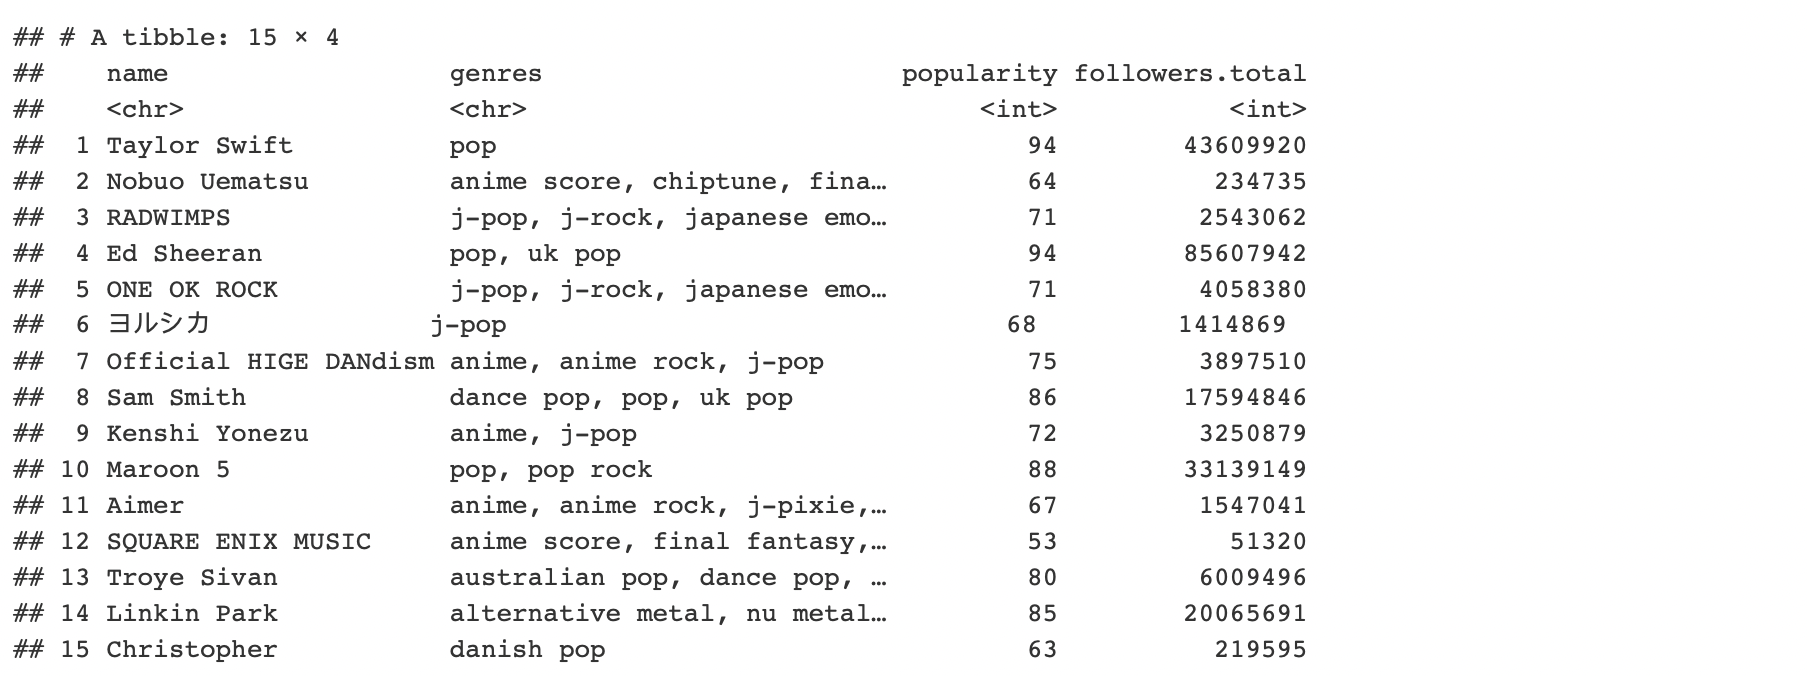 ## # A tibble: 15 × 4
##    name                  genres                       popularity followers.total
##    <chr>                 <chr>                             <int>           <int>
##  1 Taylor Swift          pop                                  94        43609920
##  2 Nobuo Uematsu         anime score, chiptune, fina…         64          234735
##  3 RADWIMPS              j-pop, j-rock, japanese emo…         71         2543062
##  4 Ed Sheeran            pop, uk pop                          94        85607942
##  5 ONE OK ROCK           j-pop, j-rock, japanese emo…         71         4058380
##  6 ヨルシカ              j-pop                                68         1414869
##  7 Official HIGE DANdism anime, anime rock, j-pop             75         3897510
##  8 Sam Smith             dance pop, pop, uk pop               86        17594846
##  9 Kenshi Yonezu         anime, j-pop                         72         3250879
## 10 Maroon 5              pop, pop rock                        88        33139149
## 11 Aimer                 anime, anime rock, j-pixie,…         67         1547041
## 12 SQUARE ENIX MUSIC     anime score, final fantasy,…         53           51320
## 13 Troye Sivan           australian pop, dance pop, …         80         6009496
## 14 Linkin Park           alternative metal, nu metal…         85        20065691
## 15 Christopher           danish pop                           63          219595